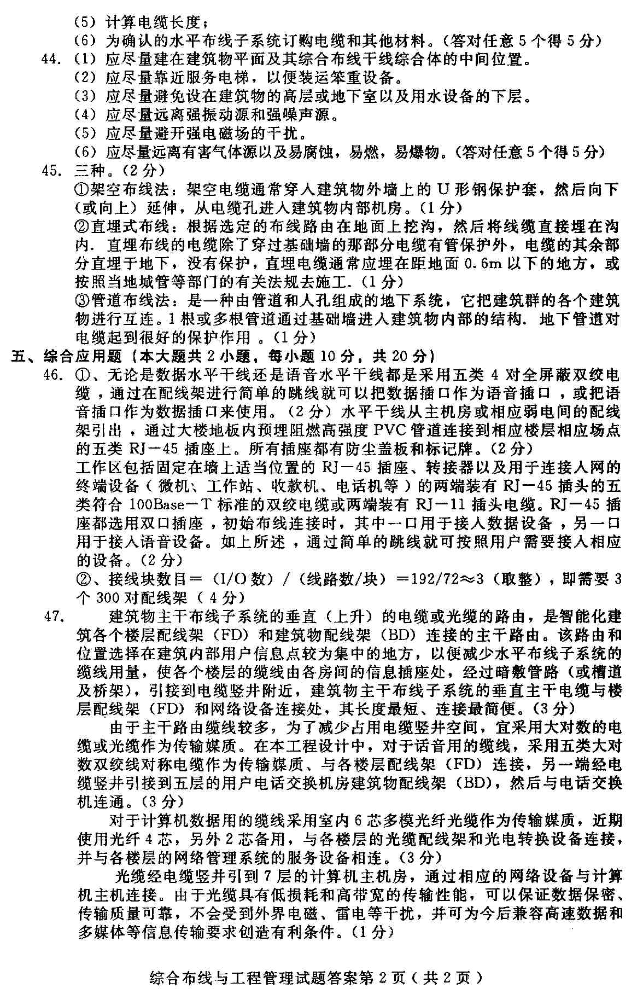 (5) 计算电缆长度；
(6) 为确认的水平布线子系统订购电缆和其他材料。(答对任意 5 个得 5 分)
44. (1) 应尽量建在建筑物平面及其综合布线干线综合体的中间位置。
(2) 应尽量靠近服务电梯，以便装运笨重设备。
(3) 应尽量避免设在建筑物的高层或地下室以及用水设备的下层。
(4) 应尽量远离强振动源和强噪声源。
(5) 应尽量避开强电磁场的干扰。
(6) 应尽量远离有害气体源以及易腐蚀，易燃，易爆物。(答对任意 5 个得 5 分)
45. 三种。(2 分)
①架空布线法：架空电缆通常穿入建筑物外墙上的 U 形钢保护套，然后向下
(或向上) 延伸，从电缆孔进入建筑物内部机房。(1 分)
②直埋式布线：根据选定的布线路由在地面上挖沟，然后将线缆直接埋在沟
内. 直埋布线的电缆除了穿过基础墙的那部分电缆有管保护外，电缆的其余部
分直埋于地下，没有保护，直埋电缆通常应埋在距地面 0.6m 以下的地方，或
按照当地城管等部门的有关法规去施工. (1 分)
③管道布线法：是一种由管道和人孔组成的地下系统，它把建筑群的各个建筑
物进行互连。1 根或多根管道通过基础墙进入建筑物内部的结构. 地下管道对
电缆起到很好的保护作用 。(1 分)
五、综合应用题 (本大题共 2 小题，每小题 10 分，共 20 分)
46. ①、无论是数据水平干线还是语音水平干线都是采用五类 4 对全屏蔽双绞电
缆 ，通过在配线架进行简单的跳线就可以把数据插口作为语音插口 ，或把语
音插口作为数据插口来使用。(2 分) 水平干线从主机房或相应弱电间的配线
架引出 ，通过大楼地板内预埋阻燃高强度 PVC 管道连接到相应楼层相应场点
的五类 RJ—45 插座上。所有插座都有防尘盖板和标记牌。(2 分)
工作区包括固定在墙上适当位置的 RJ—45 插座、转接器以及用于连接入网的
终端设备 ( 微机、工作站、收款机、电话机等 ) 的两端装有 RJ—45 插头的五
类符合 100Base—T 标准的双绞电缆或两端装有 RJ—11 插头电缆。RJ—45 插
座都选用双口插座 ，初始布线连接时，其中一口用于接入数据设备 ，另一口
用于接入语音设备。如上所述 ，通过简单的跳线就可按照用户需要接入相应
的设备。(2 分)
②、接线块数目＝ (I/O 数) / (线路数/块) ＝192/72≈3 (取整) ，即需要 3
个 300 对配线架 ( 4 分)
47. 建筑物主干布线子系统的垂直 (上升) 的电缆或光缆的路由，是智能化建
筑各个楼层配线架 (FD) 和建筑物配线架 (BD) 连接的主干路由。该路由和
位置选择在建筑内部用户信息点较为集中的地方，以便减少水平布线子系统的
缆线用量，使各个楼层的缆线由各房间的信息插座处，经过暗敷管路 (或槽道
及桥架)，引接到电缆竖井附近，建筑物主干布线子系统的垂直主干电缆与楼
层配线架 (FD) 和网络设备连接处，其长度最短、连接最简便。(3 分)
由于主干路由缆线较多，为了减少占用电缆竖井空间，宜采用大对数的电
缆或光缆作为传输媒质。在本工程设计中，对于话音用的缆线，采用五类大对
数双绞线对称电缆作为传输媒质、与各楼层配线架 (FD) 连接，另一端经电
缆竖井引接到五层的用户电话交换机房建筑物配线架 (BD)，然后与电话交换
机连通。(3 分)
对于计算机数据用的缆线采用室内 6 芯多模光纤光缆作为传输媒质，近期
使用光纤 4 芯，另外 2 芯备用，与各楼层的光缆配线架和光电转换设备连接，
并与各楼层的网络管理系统的服务设备相连。(3 分)
光缆经电缆竖井引到 7 层的计算机主机房，通过相应的网络设备与计算
机主机连接。由于光缆具有低损耗和高带宽的传输性能，可以保证数据保密、
传输质量可靠，不会受到外界电磁、雷电等干扰，并可为今后兼容高速数据和
多媒体等信息传输要求创造有利条件。(1 分)
综合布线与工程管理试题答案第 2 页 ( 共 2 页 )